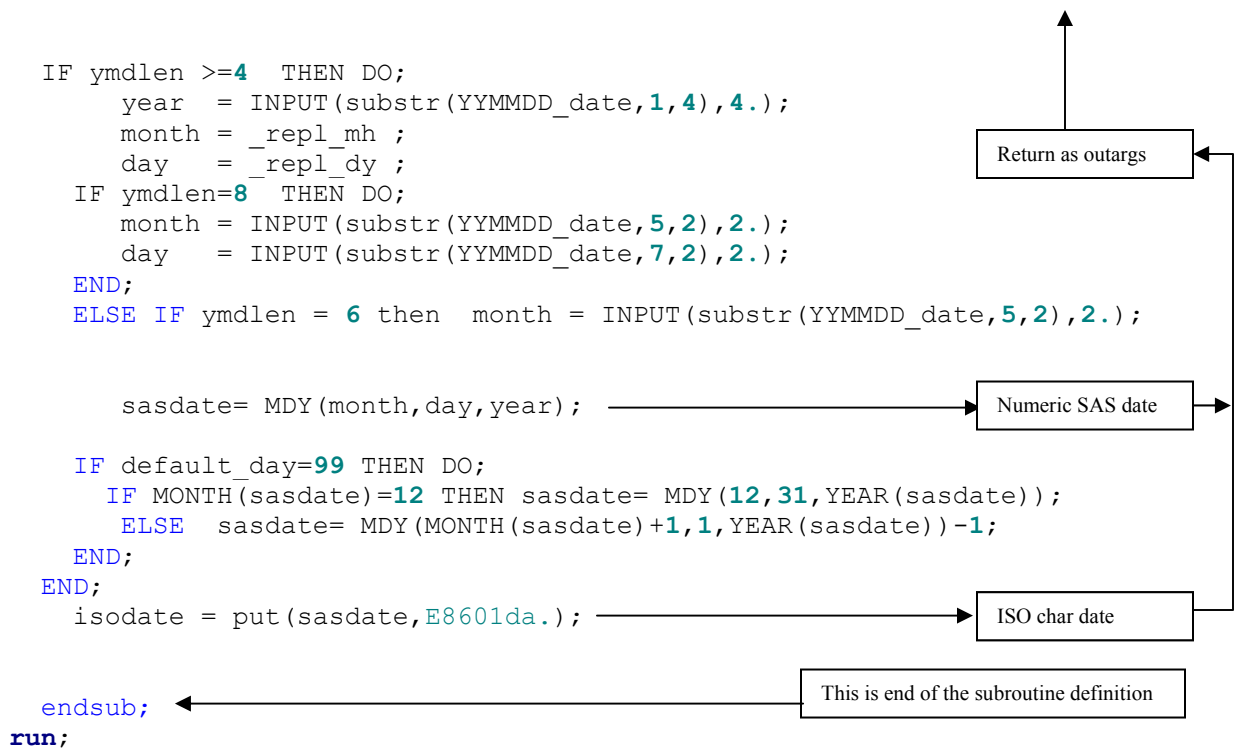 IF ymdlen >=4 THEN DO;
year = INPUT(substr(YYMMDD_date,1,4),4.);
month = _repl_mh ;
day = _repl_dy ;
Return as outargs
IF ymdlen=8 THEN DO;
month = INPUT(substr(YYMMDD_date,5,2),2.);
day = INPUT(substr(YYMMDD_date,7,2),2.);
END;
ELSE IF ymdlen = 6 then month = INPUT(substr(YYMMDD_date,5,2),2.);
sasdate= MDY(month,day,year);
Numeric SAS date
IF default_day=99 THEN DO;
IF MONTH(sasdate)=12 THEN sasdate= MDY(12,31,YEAR(sasdate));
ELSE sasdate= MDY(MONTH(sasdate)+1,1,YEAR(sasdate))-1;
END;
END;
isodate = put(sasdate,E8601da.);
ISO char date
This is end of the subroutine definition
endsub;
run;